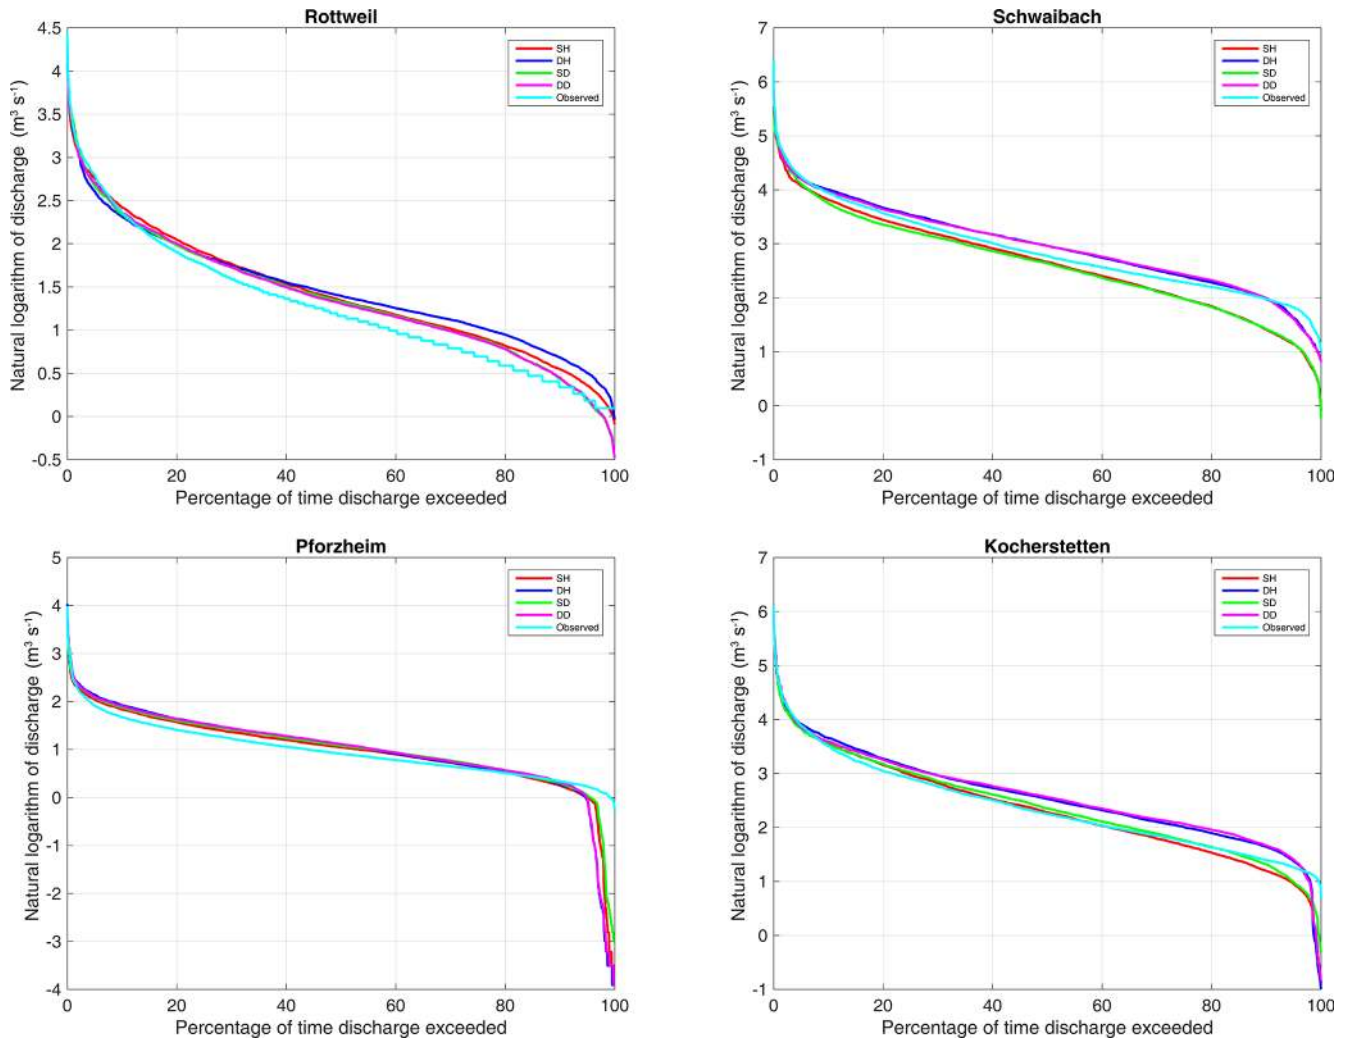 Rottweil
4.5
4
3.5
3
2.5
2
1.5
1
0.5
0
-0.5
Natural logarithm of discharge (m³ s⁻¹)
SH
DH
SD
DD
Observed
0 20 40 60 80 100
Percentage of time discharge exceeded
Schwaibach
7
6
5
4
3
2
1
0
-1
Natural logarithm of discharge (m³ s⁻¹)
SH
DH
SD
DD
Observed
0 20 40 60 80 100
Percentage of time discharge exceeded
Pforzheim
5
4
3
2
1
0
-1
-2
-3
-4
Natural logarithm of discharge (m³ s⁻¹)
SH
DH
SD
DD
Observed
0 20 40 60 80 100
Percentage of time discharge exceeded
Kocherstetten
7
6
5
4
3
2
1
0
-1
Natural logarithm of discharge (m³ s⁻¹)
SH
DH
SD
DD
Observed
0 20 40 60 80 100
Percentage of time discharge exceeded